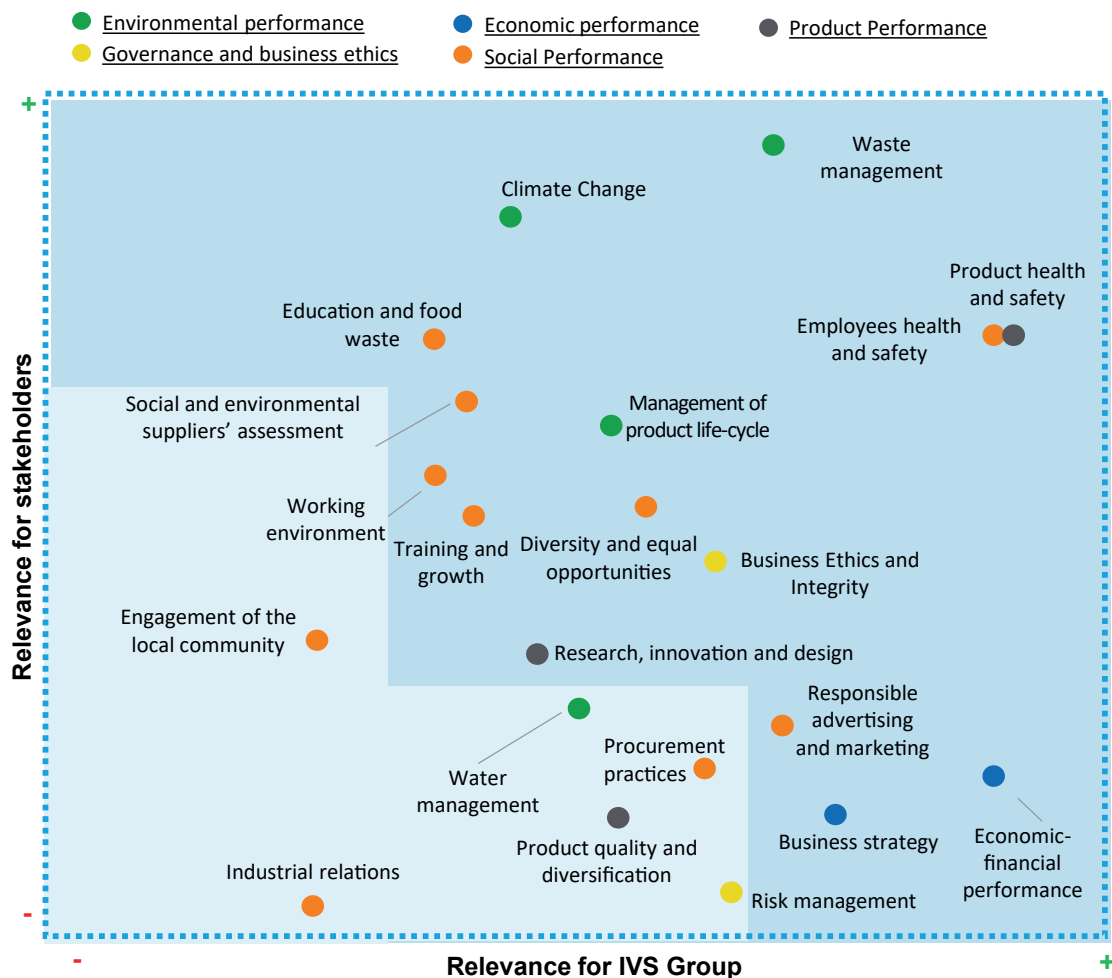 Environmental performance
Economic performance
Product Performance
Governance and business ethics
Social Performance
+
Waste
management
Climate Change
Product health
and safety
Education and food
waste
Employees health
and safety
Social and environmental
suppliers’ assessment
Management of
product life-cycle
Working
environment
Training and
growth
Diversity and equal
opportunities
Business Ethics and
Integrity
Engagement of the
local community
Research, innovation and design
Responsible
advertising
and marketing
Procurement
practices
Water
management
Product quality and
diversification
Business strategy
Economic-
financial
performance
Industrial relations
Risk management
Relevance for stakeholders
-
-
Relevance for IVS Group
+